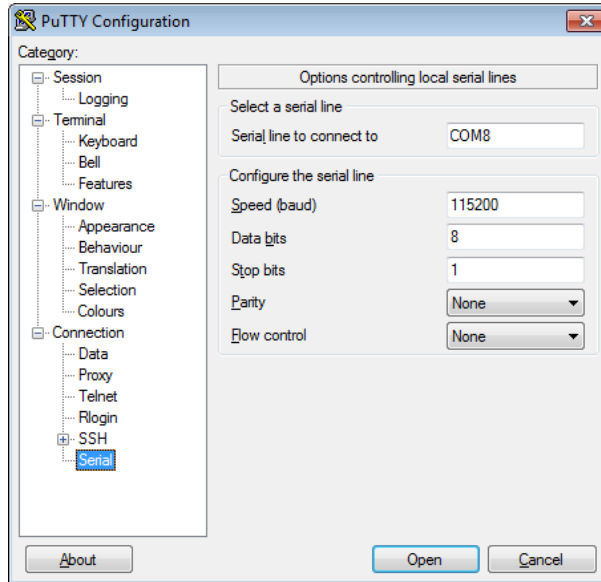 PuTTY Configuration
Category:
Session
Logging
Terminal
Keyboard
Bell
Features
Window
Appearance
Behaviour
Translation
Selection
Colours
Connection
Data
Proxy
Telnet
Rlogin
SSH
Serial
Options controlling local serial lines
Select a serial line
Serial line to connect to COM8
Configure the serial line
Speed (baud) 115200
Data bits 8
Stop bits 1
Parity None
Flow control None
About Open Cancel